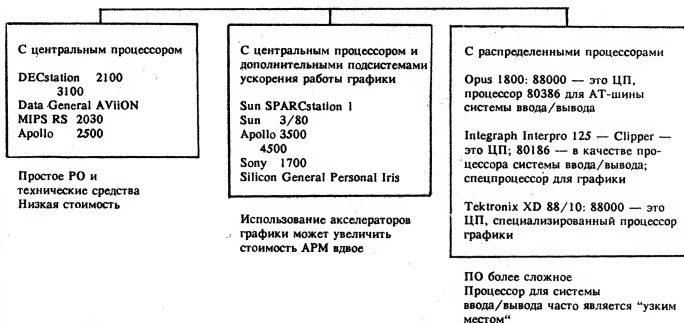 С центральным процессором
DECstation 2100
3100
Data General AViiON
MIPS RS 2030
Apollo 2500
Простое РО и
технические средства
Низкая стоимость
С центральным процессором и
дополнительными подсистемами
ускорения работы графики
Sun SPARCstation 1
Sun 3/80
Apollo 3500
4500
Sony 1700
Silicon General Personal Iris
Использование акселераторов
графики может увеличить
стоимость АРМ вдвое
С распределенными процессорами
Opus 1800: 88000 — это ЦП,
процессор 80386 для АТ-шины
системы ввода/вывода
Integraph Interpro 125 — Clipper —
это ЦП; 80186 — в качестве про-
цессора системы ввода/вывода;
спецпроцессор для графики
Tektronix XD 88/10: 88000 — это
ЦП, специализированный процессор
графики
ПО более сложное
Процессор для системы
ввода/вывода часто является "узким
местом"